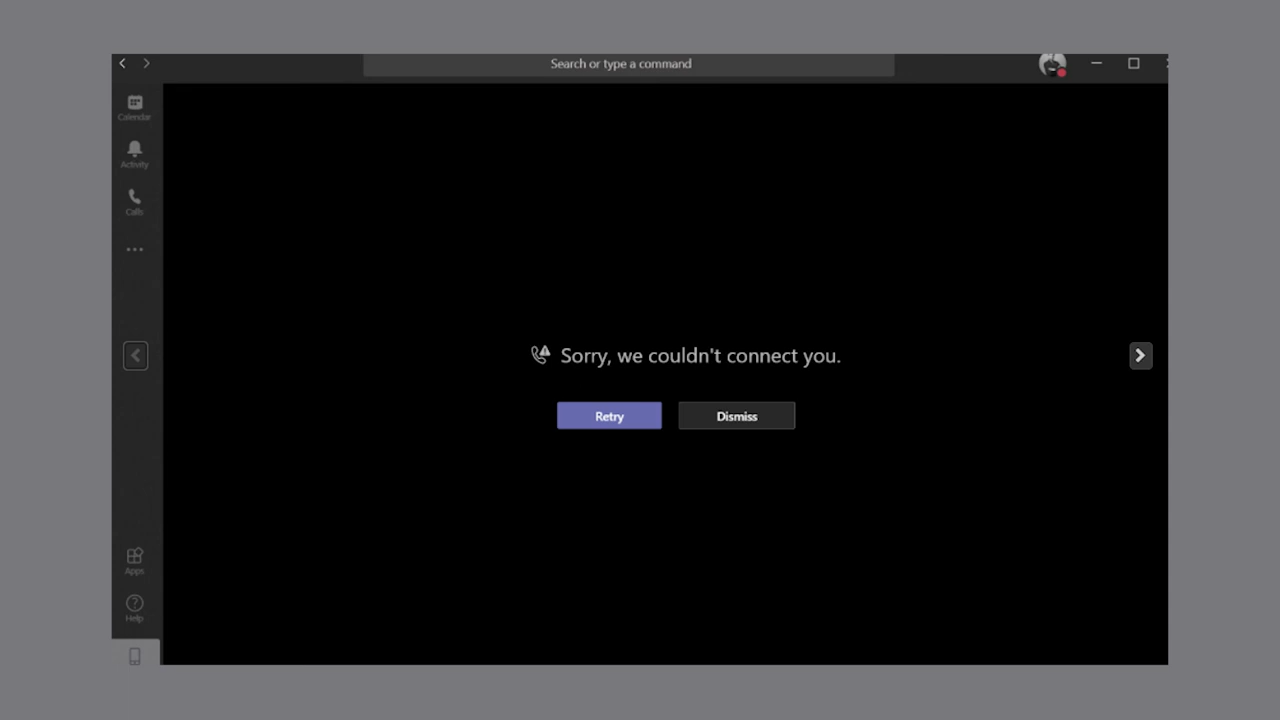 Search or type a command
Calendar
Activity
Calls
Sorry, we couldn't connect you.
Retry
Dismiss
Apps
Help